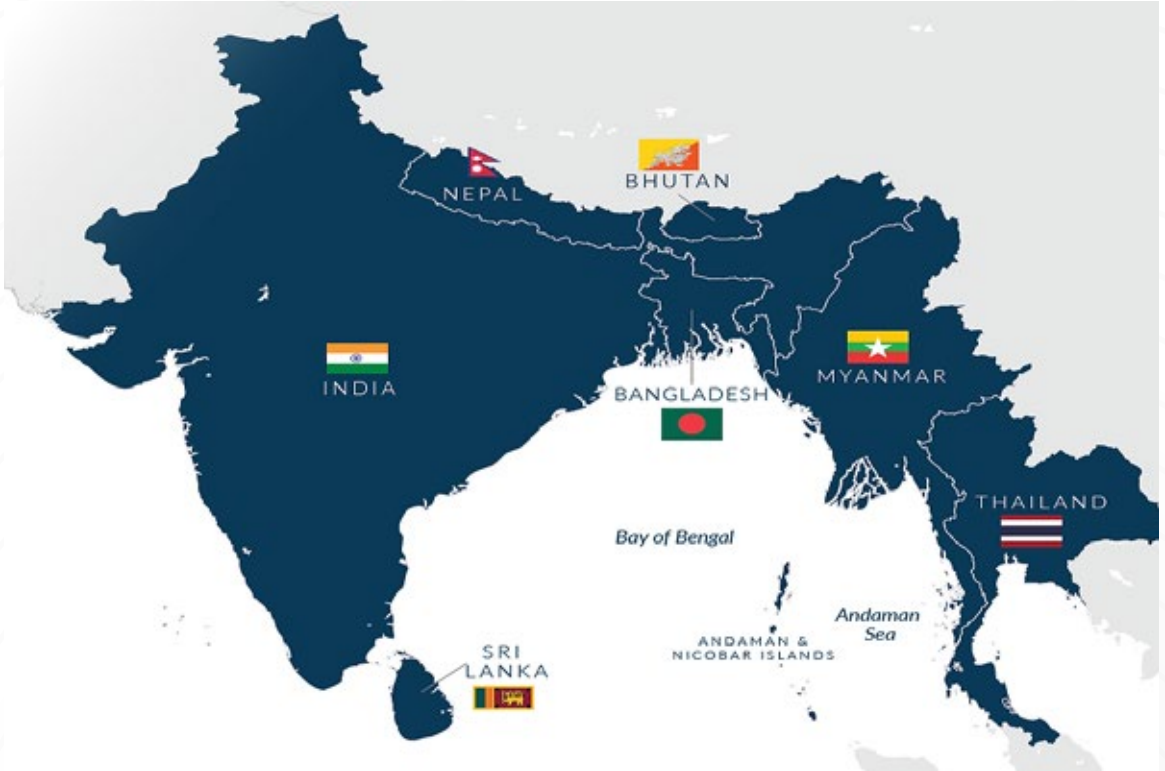 NEPAL
BHUTAN
INDIA
BANGLADESH
MYANMAR
THAILAND
Bay of Bengal
Andaman
Sea
ANDAMAN &
NICOBAR ISLANDS
SRI
LANKA